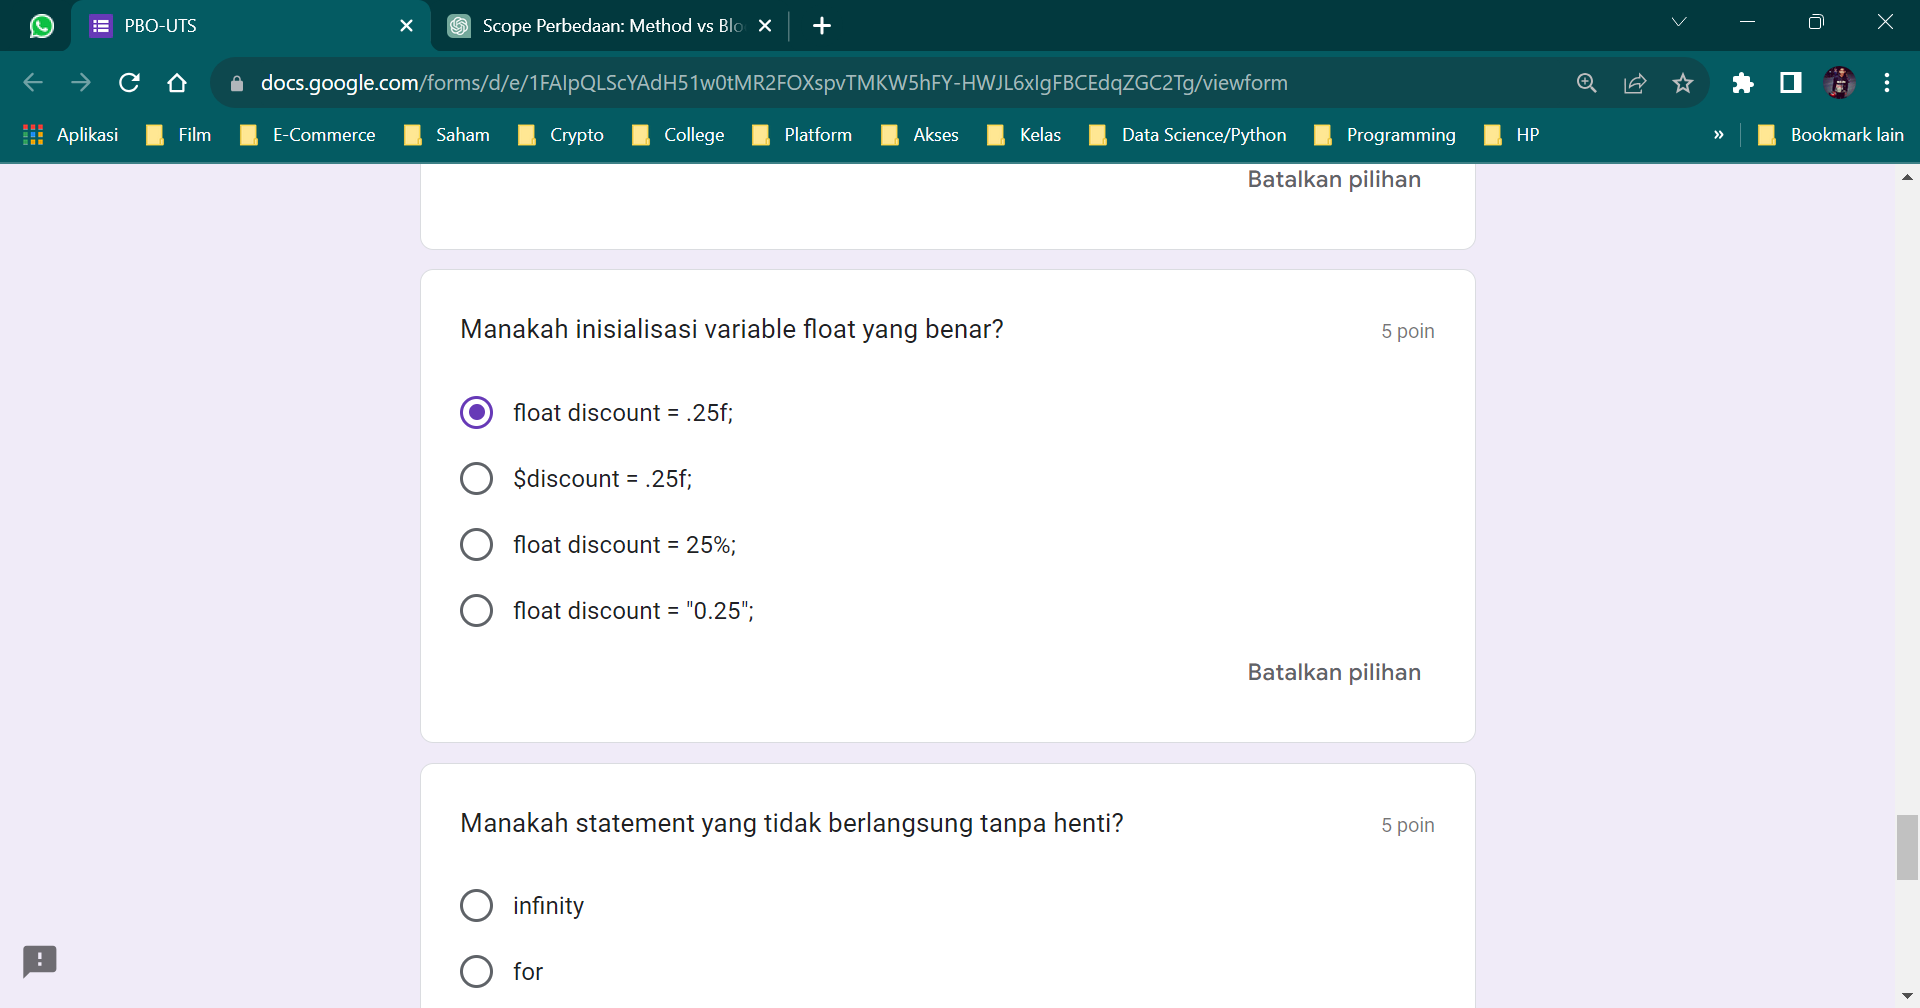 PBO-UTS
Scope Perbedaan: Method vs Blo
docs.google.com/forms/d/e/1FAIpQLScYAdH51w0tMR2FOXspvTMKW5hFY-HWJL6xIgFBCEdqZGC2Tg/viewform
Aplikasi Film E-Commerce Saham Crypto College Platform Akses Kelas Data Science/Python Programming HP » Bookmark lain
Batalkan pilihan
Manakah inisialisasi variable float yang benar? 5 poin
float discount = .25f;
$discount = .25f;
float discount = 25%;
float discount = "0.25";
Batalkan pilihan
Manakah statement yang tidak berlangsung tanpa henti? 5 poin
infinity
for